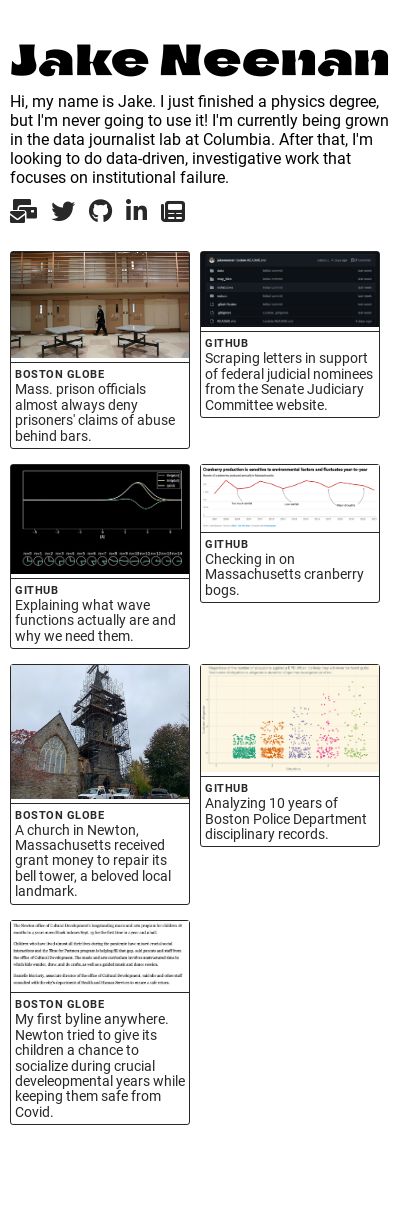 Jake Neenan
Hi, my name is Jake. I just finished a physics degree,
but I'm never going to use it! I'm currently being grown
in the data journalist lab at Columbia. After that, I'm
looking to do data-driven, investigative work that
focuses on institutional failure.
BOSTON GLOBE
Mass. prison officials
almost always deny
prisoners' claims of abuse
behind bars.
GITHUB
Scraping letters in support
of federal judicial nominees
from the Senate Judiciary
Committee website.
GITHUB
Explaining what wave
functions actually are and
why we need them.
Cranberry production is sensitive to environmental factors and fluctuates year-to-year
GITHUB
Checking in on
Massachusetts cranberry
bogs.
BOSTON GLOBE
A church in Newton,
Massachusetts received
grant money to repair its
bell tower, a beloved local
landmark.
GITHUB
Analyzing 10 years of
Boston Police Department
disciplinary records.
BOSTON GLOBE
My first byline anywhere.
Newton tried to give its
children a chance to
socialize during crucial
develeopmental years while
keeping them safe from
Covid.